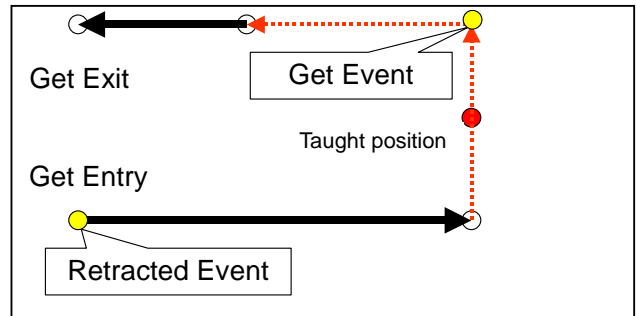 Get Exit
Get Event
Taught position
Get Entry
Retracted Event